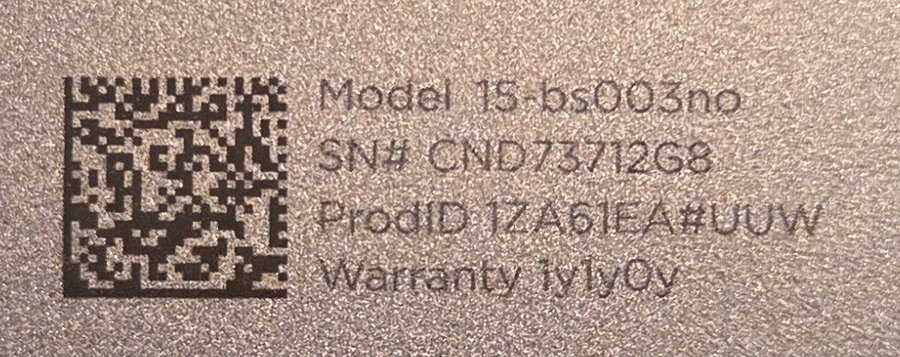 Model 15-bs003no
SN# CND73712G8
ProdID 1ZA61EA#UUW
Warranty 1y1y0y